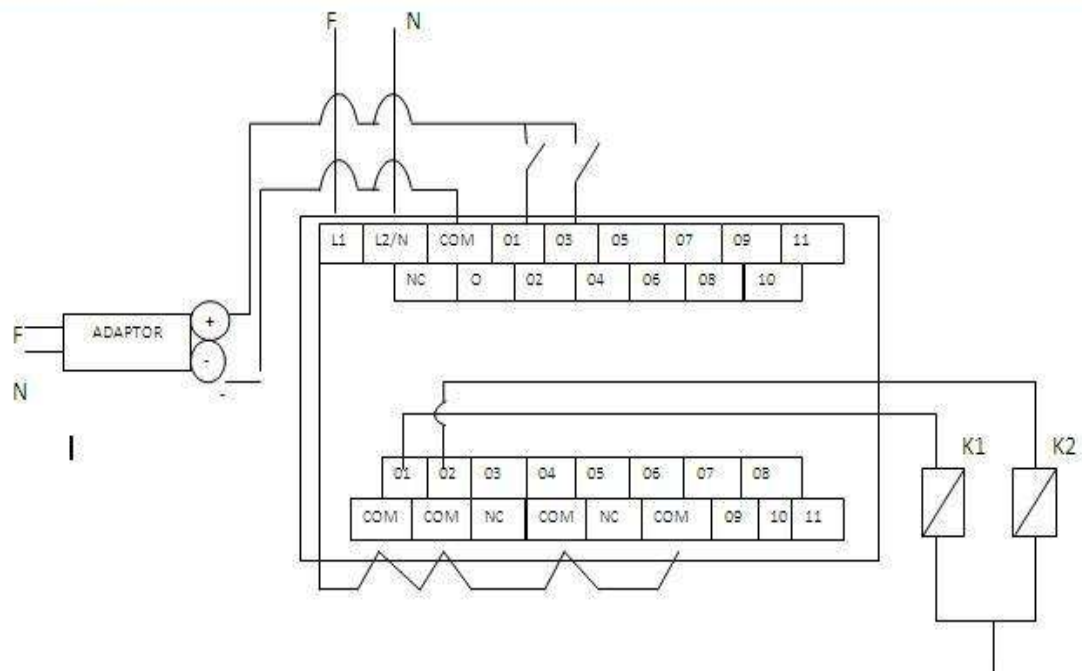 F N
L1 L2/N COM 01 03 05 07 09 11
NC O 02 04 06 08 10
F ADAPTOR +
-
N -
K1 K2
01 02 03 04 05 06 07 08
COM COM NC COM NC COM 09 10 11